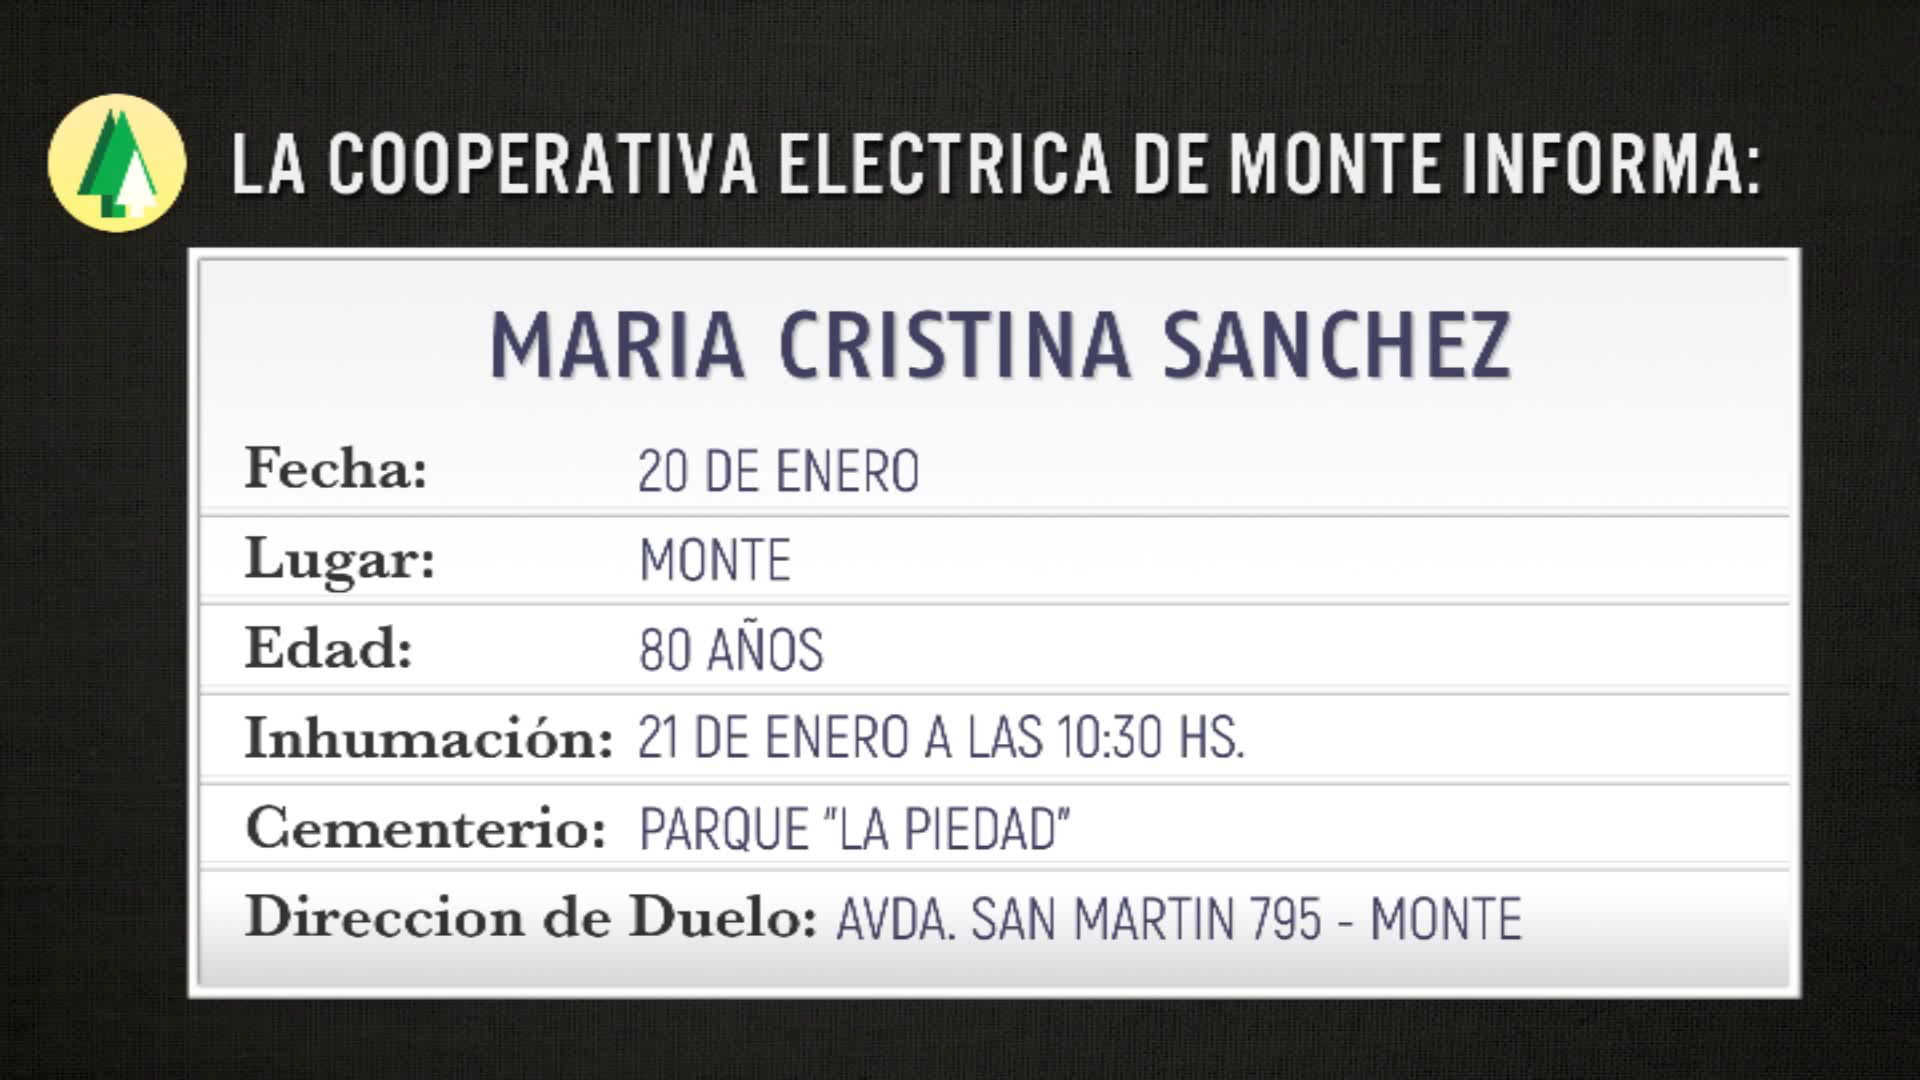 LA COOPERATIVA ELECTRICA DE MONTE INFORMA:
MARIA CRISTINA SANCHEZ
Fecha: 20 DE ENERO
Lugar: MONTE
Edad: 80 AÑOS
Inhumación: 21 DE ENERO A LAS 10:30 HS.
Cementerio: PARQUE "LA PIEDAD"
Direccion de Duelo: AVDA. SAN MARTIN 795 - MONTE